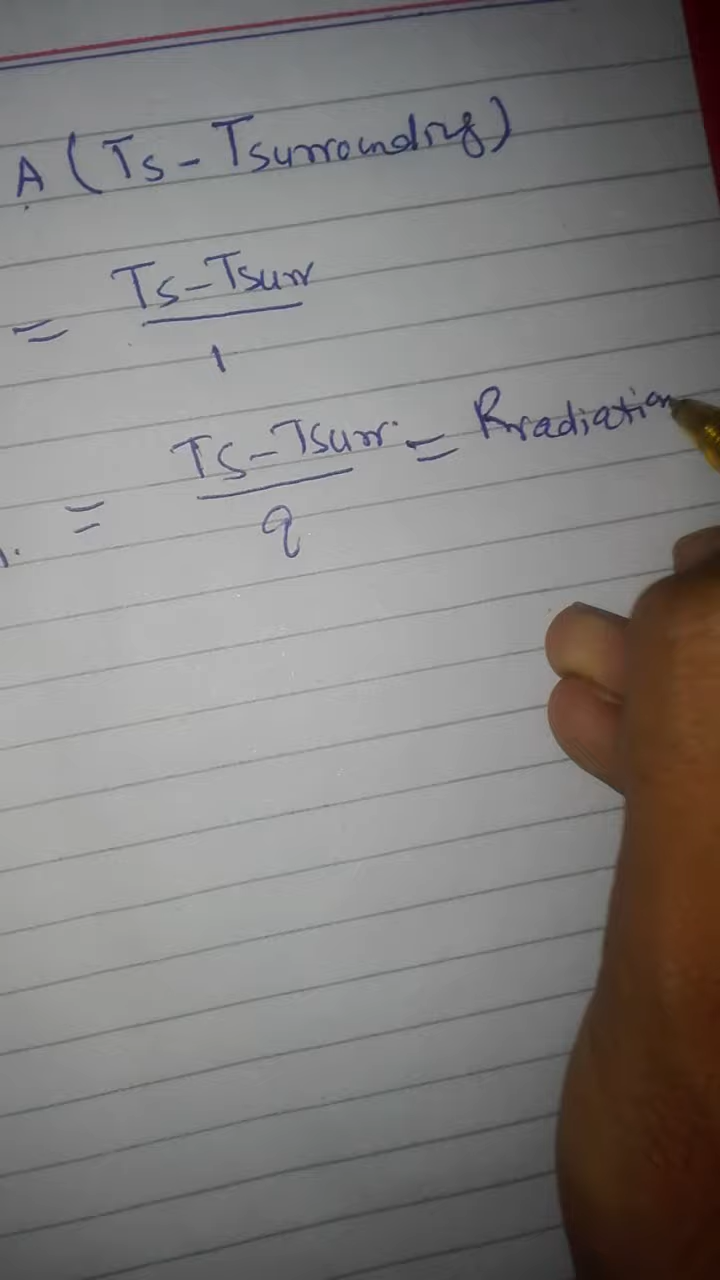 A (Ts - Tsurrounding)
= Ts - Tsurr
1
= Ts - Tsurr. = Rradiation
q